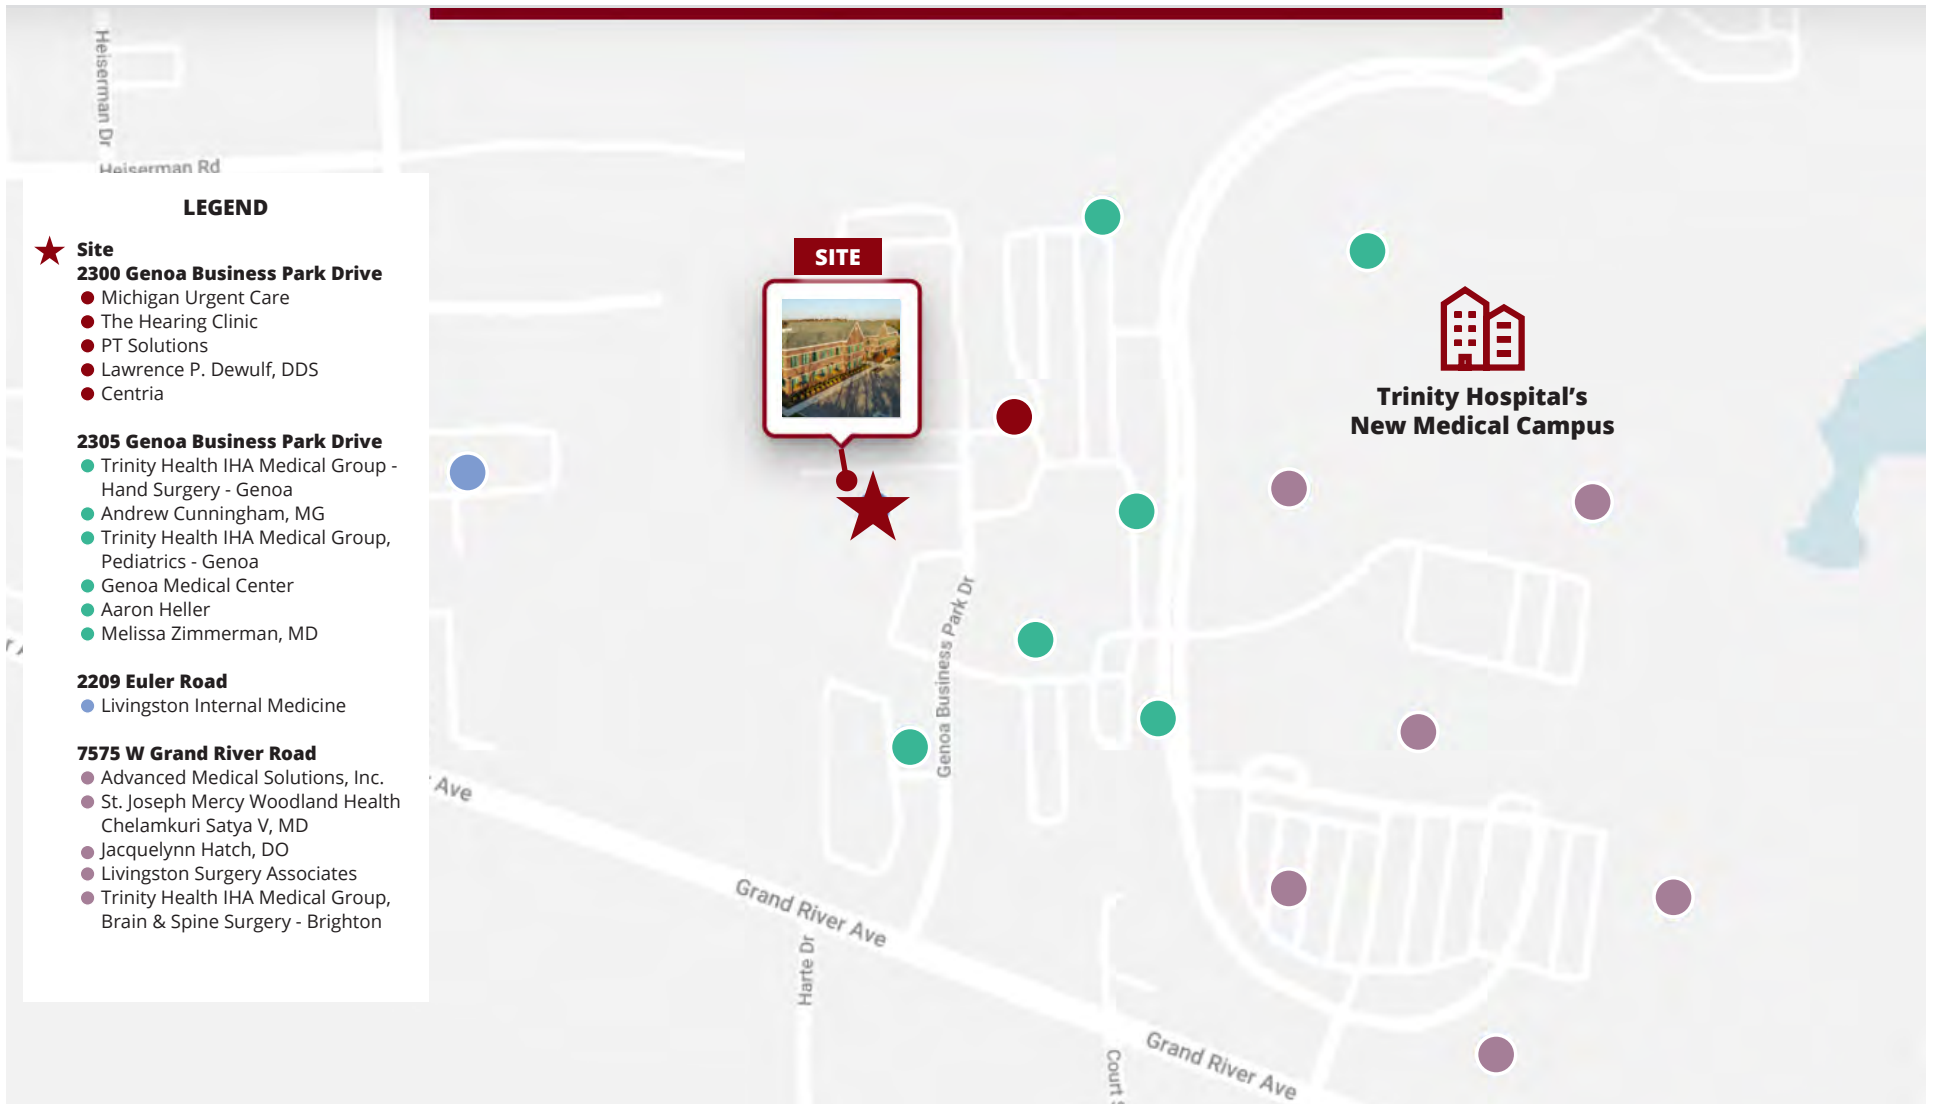 Heiserman Dr
Heiserman Rd
LEGEND
Site
2300 Genoa Business Park Drive
Michigan Urgent Care
The Hearing Clinic
PT Solutions
Lawrence P. Dewulf, DDS
Centria
2305 Genoa Business Park Drive
Trinity Health IHA Medical Group -
Hand Surgery - Genoa
Andrew Cunningham, MG
Trinity Health IHA Medical Group,
Pediatrics - Genoa
Genoa Medical Center
Aaron Heller
Melissa Zimmerman, MD
2209 Euler Road
Livingston Internal Medicine
7575 W Grand River Road
Advanced Medical Solutions, Inc.
St. Joseph Mercy Woodland Health
Chelamkuri Satya V, MD
Jacquelynn Hatch, DO
Livingston Surgery Associates
Trinity Health IHA Medical Group,
Brain & Spine Surgery - Brighton
SITE
Trinity Hospital's
New Medical Campus
Genoa Business Park Dr
Ave
Grand River Ave
Harte Dr
Grand River Ave
Court